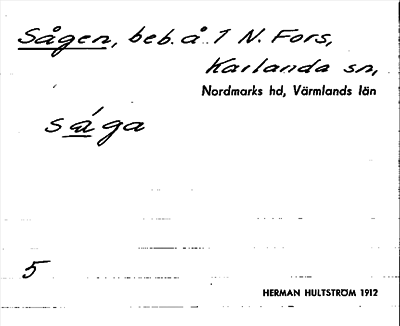 Sågen, beb. å 1 N. Fors,
Karlanda sn,
Nordmarks hd, Värmlands län
såga
5
HERMAN HULTSTRÖM 1912